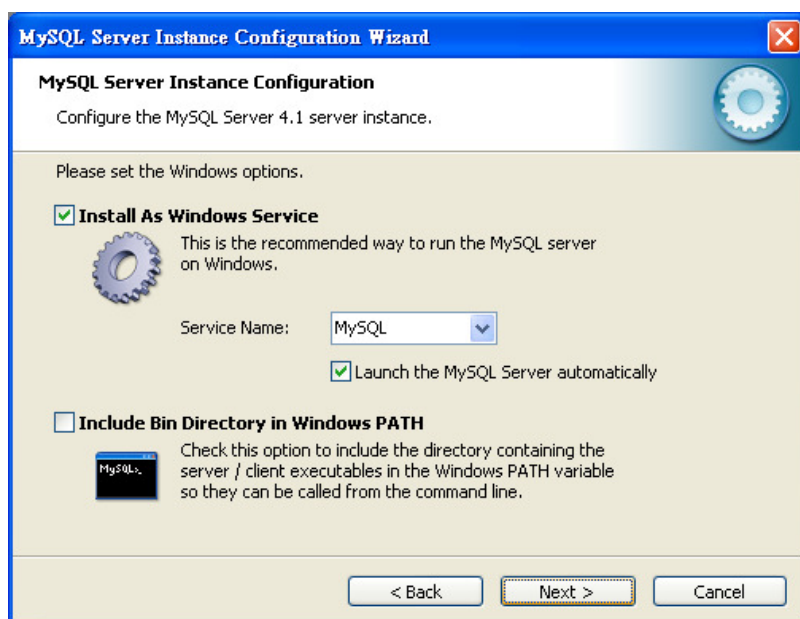 MySQL Server Instance Configuration Wizard
MySQL Server Instance Configuration
Configure the MySQL Server 4.1 server instance.
Please set the Windows options.
Install As Windows Service
This is the recommended way to run the MySQL server
on Windows.
Service Name: MySQL
Launch the MySQL Server automatically
Include Bin Directory in Windows PATH
MySQL>_
Check this option to include the directory containing the
server / client executables in the Windows PATH variable
so they can be called from the command line.
< Back Next > Cancel